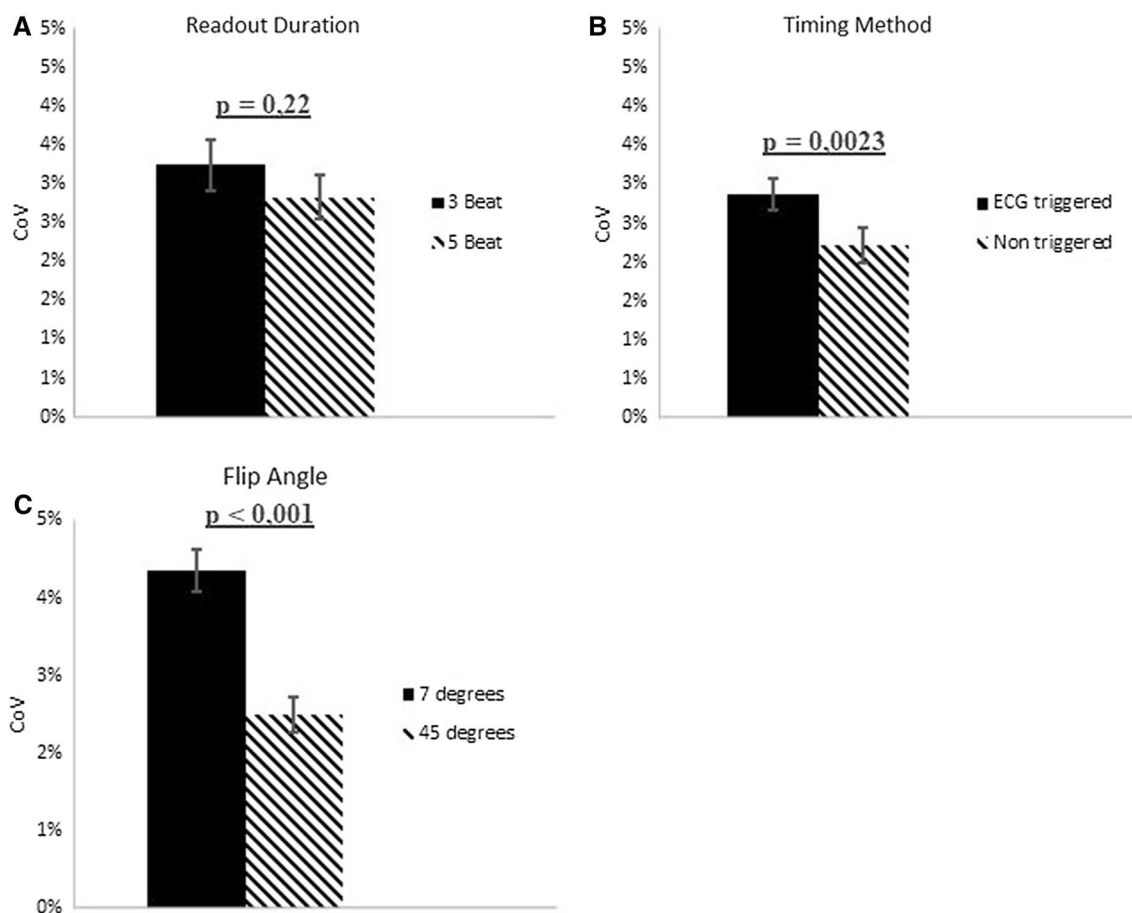 A
Readout Duration
5%
5%
4%
4%
3%
3%
2%
2%
1%
1%
0%
CoV
p = 0,22
3 Beat
5 Beat
B
Timing Method
5%
5%
4%
4%
3%
3%
2%
2%
1%
1%
0%
CoV
p = 0,0023
ECG triggered
Non triggered
C
Flip Angle
p < 0,001
5%
4%
3%
2%
1%
0%
CoV
7 degrees
45 degrees